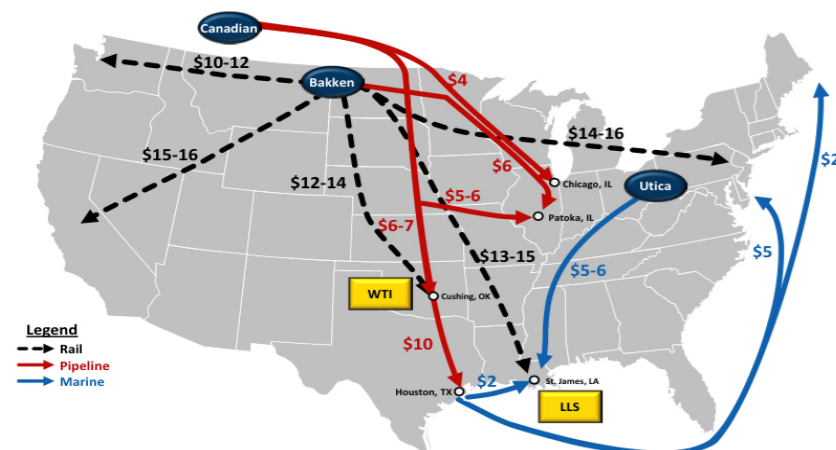 Canadian
$10-12
Bakken
$4
$14-16
$15-16
$12-14
$6
$2
Chicago, IL
Utica
$5-6
Patoka, IL
$6-7
$13-15
$5
$5-6
WTI
Cushing, OK
Legend
Rail
$10
Pipeline
Marine
$2
St. James, LA
Houston, TX
LLS